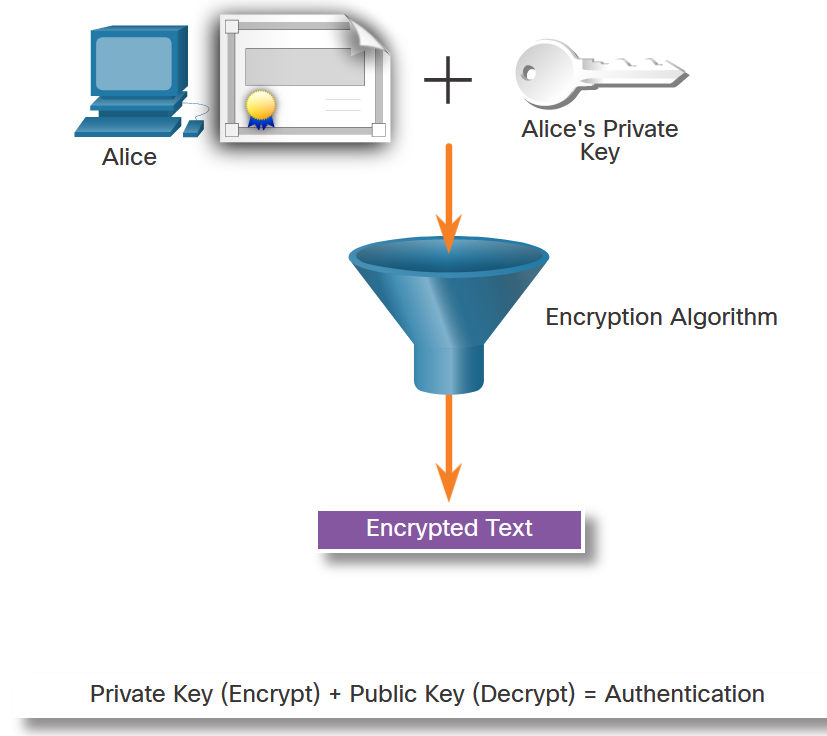 Alice
Alice's Private
Key
Encryption Algorithm
Encrypted Text
Private Key (Encrypt) + Public Key (Decrypt) = Authentication